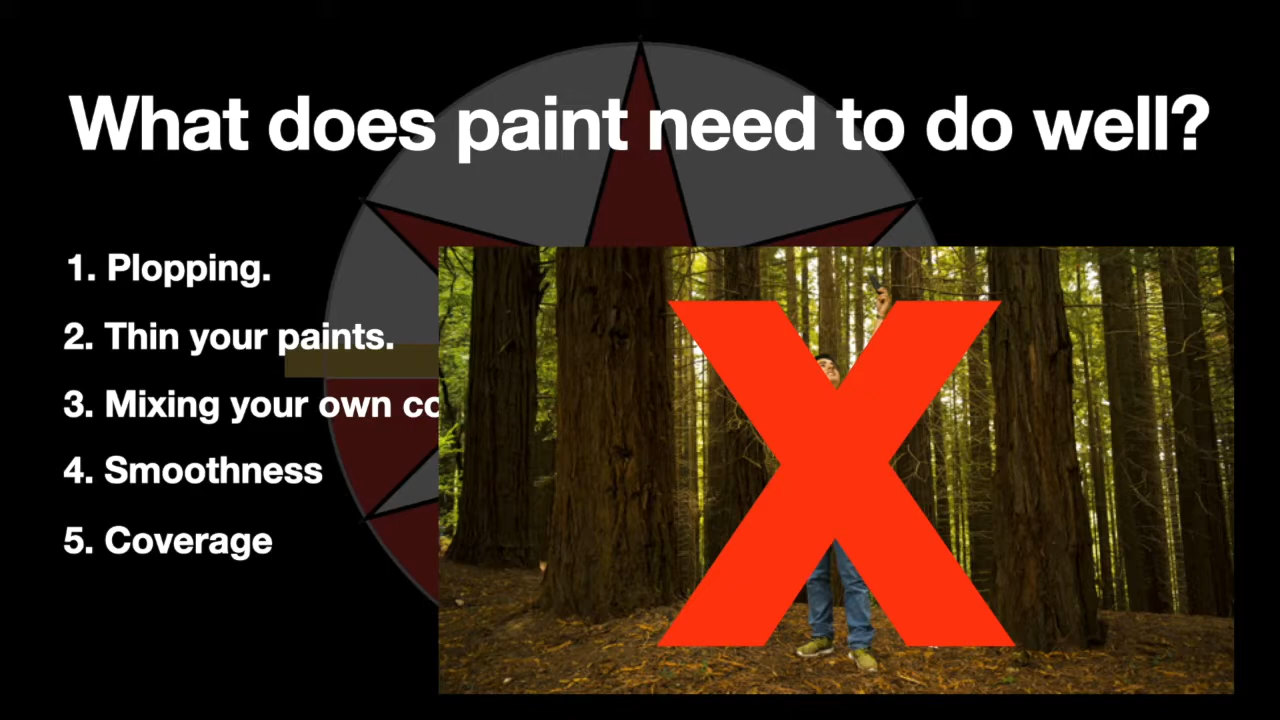 What does paint need to do well?
1. Plopping.
2. Thin your paints.
3. Mixing your own co
4. Smoothness
5. Coverage
X